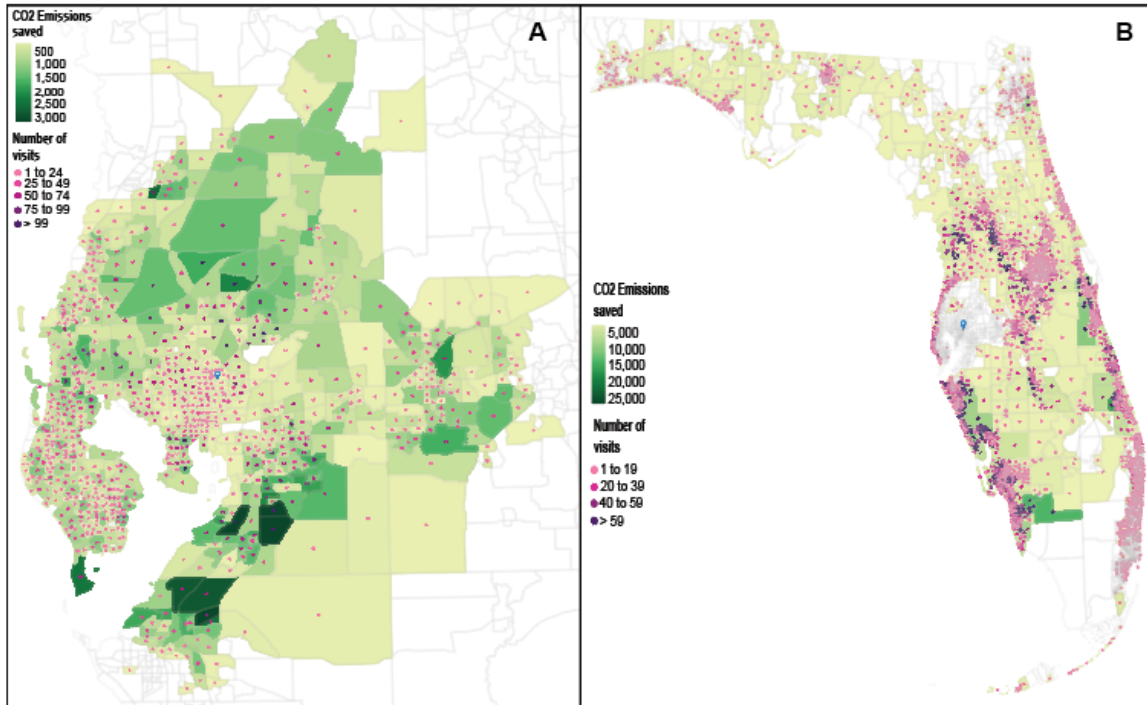 CO2 Emissions
saved
500
1,000
1,500
2,000
2,500
3,000
Number of
visits
1 to 24
25 to 49
50 to 74
75 to 99
> 99
A
B
CO2 Emissions
saved
5,000
10,000
15,000
20,000
25,000
Number of
visits
1 to 19
20 to 39
40 to 59
> 59